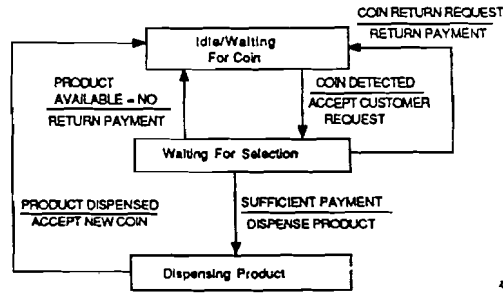 COIN RETURN REQUEST
RETURN PAYMENT
Idle/Waiting
For Coin
PRODUCT
AVAILABLE = NO
RETURN PAYMENT
COIN DETECTED
ACCEPT CUSTOMER
REQUEST
Waiting For Selection
PRODUCT DISPENSED
ACCEPT NEW COIN
SUFFICIENT PAYMENT
DISPENSE PRODUCT
Dispensing Product